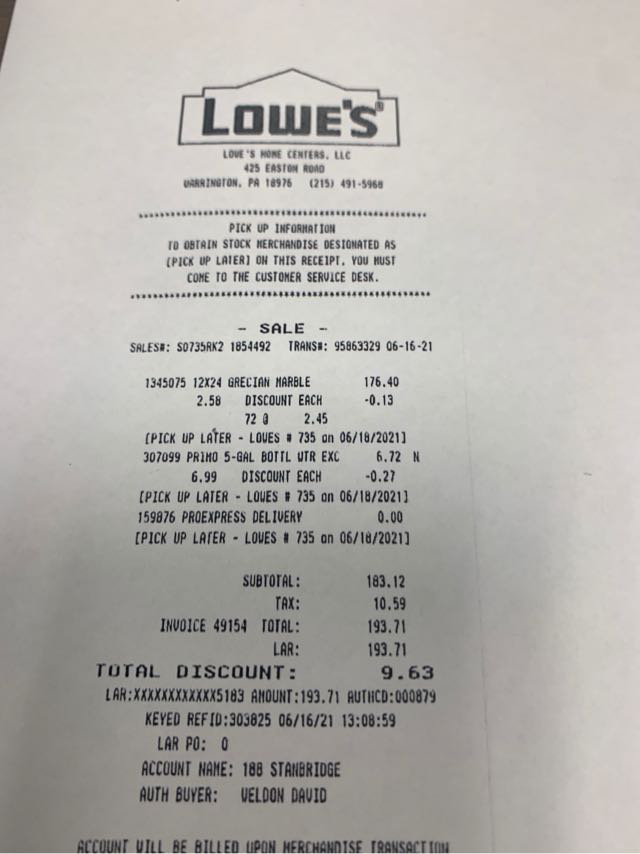 LOWE'S®
LOWE'S HOME CENTERS, LLC
425 EASTON ROAD
WARRINGTON, PA 18976 (215) 491-5968
PICK UP INFORMATION
TO OBTAIN STOCK MERCHANDISE DESIGNATED AS
[PICK UP LATER] ON THIS RECEIPT, YOU MUST
COME TO THE CUSTOMER SERVICE DESK.
- SALE -
SALES#: S0735RK2 1854492 TRANS#: 95863329 06-16-21
1345075 12X24 GRECIAN MARBLE 176.40
2.58 DISCOUNT EACH -0.13
72 @ 2.45
[PICK UP LATER - LOWES # 735 on 06/18/2021]
307099 PRIMO 5-GAL BOTTL WTR EXC 6.72 N
6.99 DISCOUNT EACH -0.27
[PICK UP LATER - LOWES # 735 on 06/18/2021]
159876 PROEXPRESS DELIVERY 0.00
[PICK UP LATER - LOWES # 735 on 06/18/2021]
SUBTOTAL: 183.12
TAX: 10.59
INVOICE 49154 TOTAL: 193.71
LAR: 193.71
TOTAL DISCOUNT: 9.63
LAR:XXXXXXXXXXXX5183 AMOUNT:193.71 AUTHCD:000879
KEYED REFID:303825 06/16/21 13:08:59
LAR PO: 0
ACCOUNT NAME: 188 STANBRIDGE
AUTH BUYER: WELDON DAVID
ACCOUNT WILL BE BILLED UPON MERCHANDISE TRANSACTION